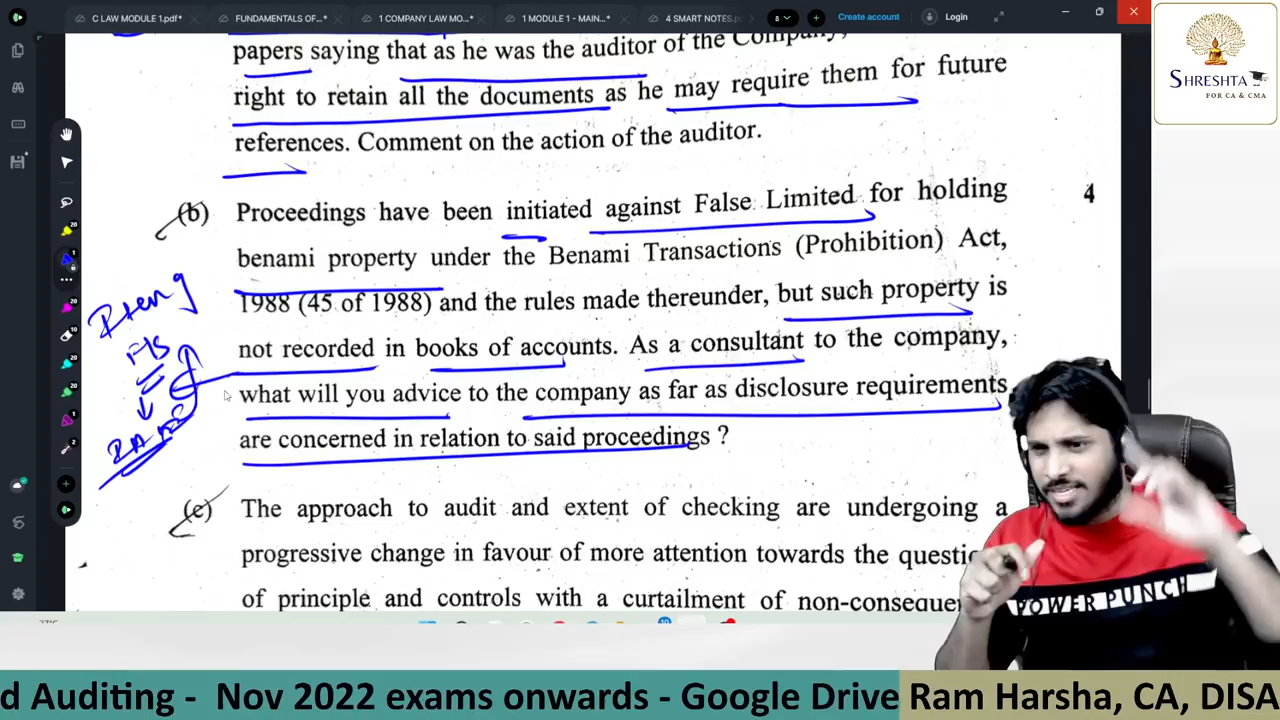 C LAW MODULE 1.pdf*
FUNDAMENTALS OF...*
1 COMPANY LAW MO...*
1 MODULE 1 - MAIN...*
4 SMART NOTES.p
8
Create account
Login
SHRESHTA
FOR CA & CMA
papers saying that as he was the auditor of the Company,
right to retain all the documents as he may require them for future
references. Comment on the action of the auditor.
(b) Proceedings have been initiated against False Limited for holding 4
benami property under the Benami Transactions (Prohibition) Act,
1988 (45 of 1988) and the rules made thereunder, but such property is
not recorded in books of accounts. As a consultant to the company,
what will you advice to the company as far as disclosure requirements
are concerned in relation to said proceedings ?
(c) The approach to audit and extent of checking are undergoing a
progressive change in favour of more attention towards the questio
of principle and controls with a curtailment of non-consequen
POWER PUNCH
d Auditing - Nov 2022 exams onwards - Google Drive
Ram Harsha, CA, DISA